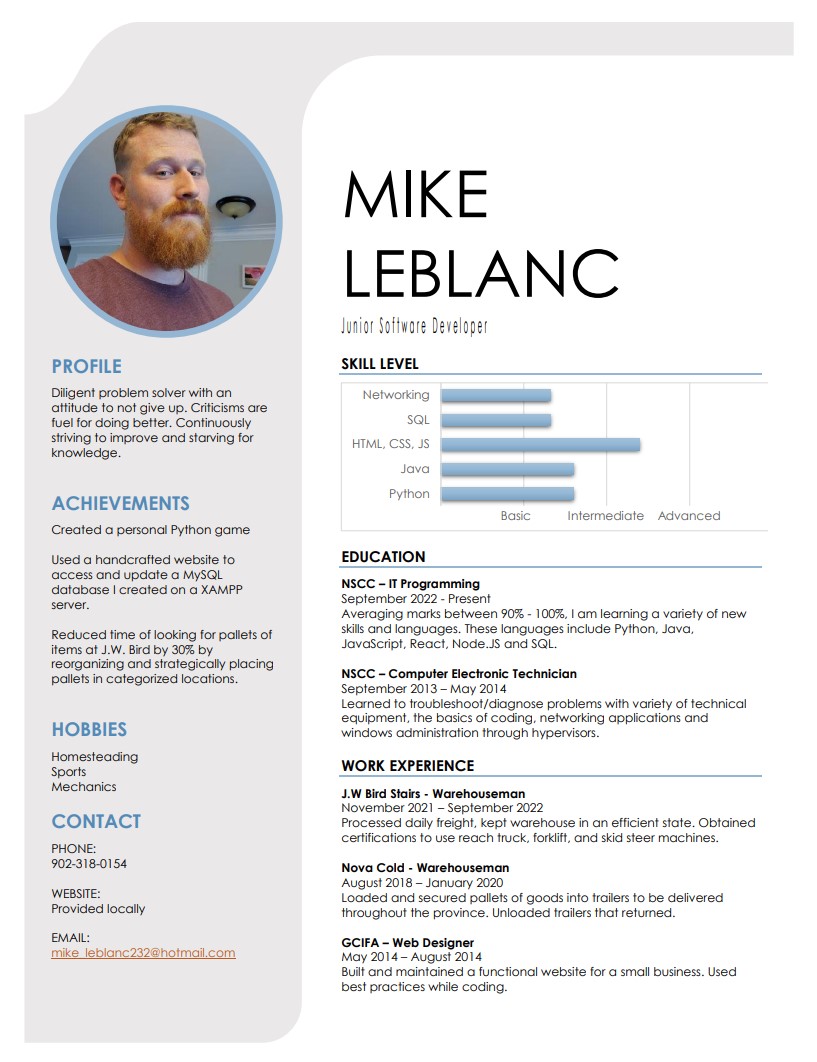 MIKE
LEBLANC
Junior Software Developer
PROFILE
Diligent problem solver with an
attitude to not give up. Criticisms are
fuel for doing better. Continuously
striving to improve and starving for
knowledge.
ACHIEVEMENTS
Created a personal Python game
Used a handcrafted website to
access and update a MySQL
database I created on a XAMPP
server.
Reduced time of looking for pallets of
items at J.W. Bird by 30% by
reorganizing and strategically placing
pallets in categorized locations.
HOBBIES
Homesteading
Sports
Mechanics
CONTACT
PHONE:
902-318-0154
WEBSITE:
Provided locally
EMAIL:
mike_leblanc232@hotmail.com
SKILL LEVEL
Networking
SQL
HTML, CSS, JS
Java
Python
Basic Intermediate Advanced
EDUCATION
NSCC – IT Programming
September 2022 - Present
Averaging marks between 90% - 100%, I am learning a variety of new
skills and languages. These languages include Python, Java,
JavaScript, React, Node.JS and SQL.
NSCC – Computer Electronic Technician
September 2013 – May 2014
Learned to troubleshoot/diagnose problems with variety of technical
equipment, the basics of coding, networking applications and
windows administration through hypervisors.
WORK EXPERIENCE
J.W Bird Stairs - Warehouseman
November 2021 – September 2022
Processed daily freight, kept warehouse in an efficient state. Obtained
certifications to use reach truck, forklift, and skid steer machines.
Nova Cold - Warehouseman
August 2018 – January 2020
Loaded and secured pallets of goods into trailers to be delivered
throughout the province. Unloaded trailers that returned.
GCIFA – Web Designer
May 2014 – August 2014
Built and maintained a functional website for a small business. Used
best practices while coding.